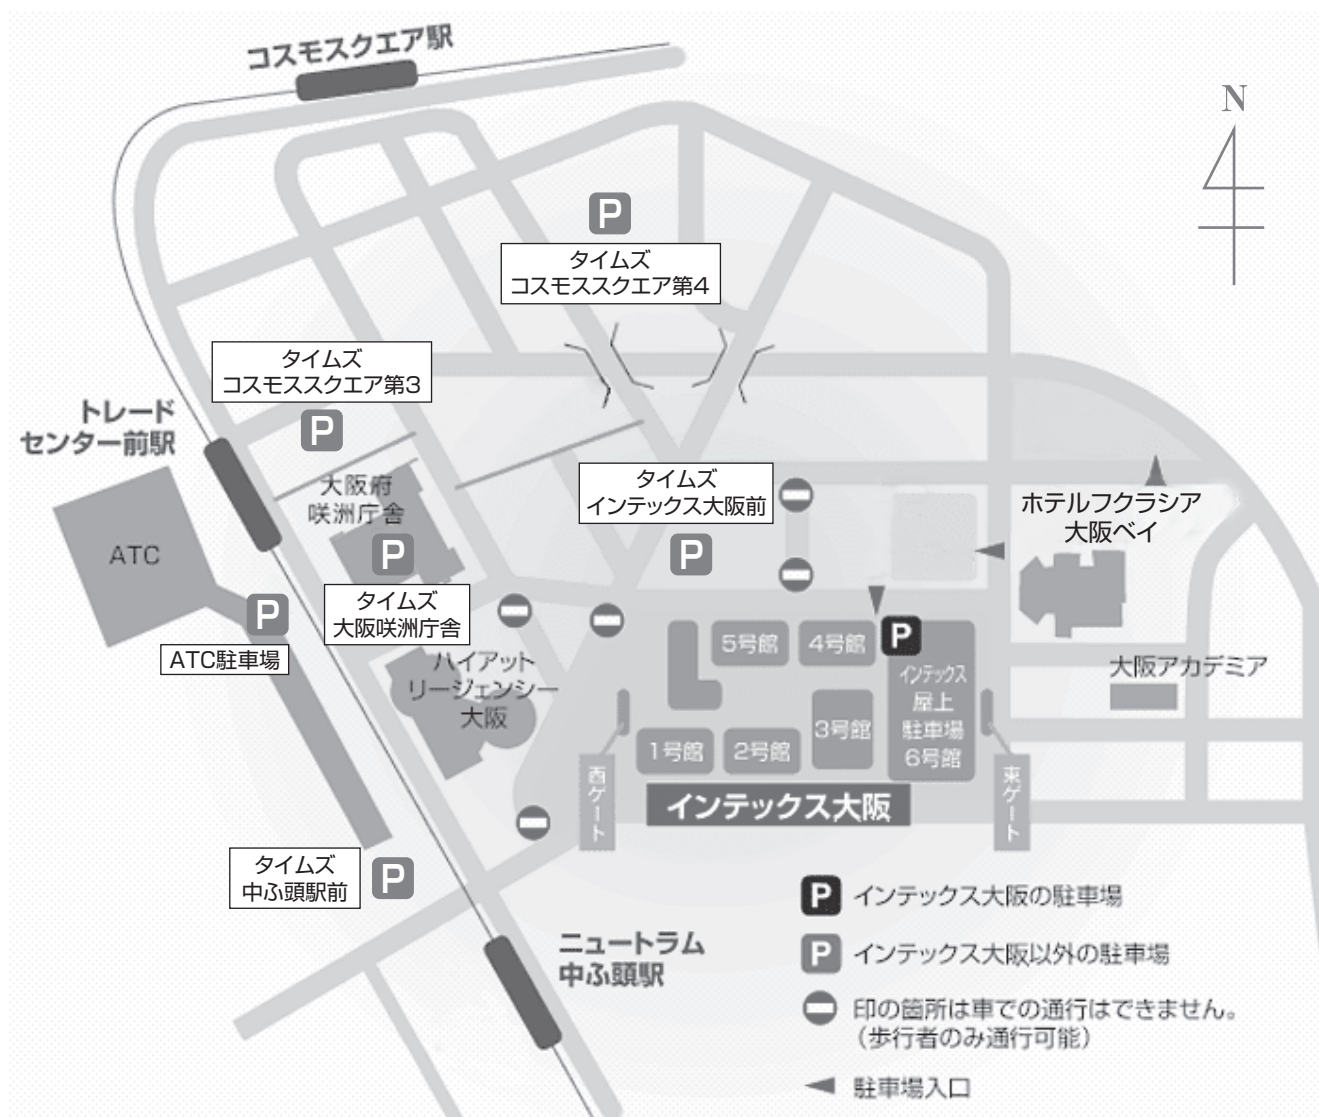 コスモスクエア駅
N
P
タイムズ
コスモススクエア第4
タイムズ
コスモススクエア第3
P
トレード
センター前駅
大阪府
咲洲庁舎
P
タイムズ
大阪咲洲庁舎
ATC
P
ATC駐車場
タイムズ
インテックス大阪前
P
ホテルフクラシア
大阪ベイ
大阪アカデミア
ハイアット
リージェンシー
大阪
5号館
4号館
P
インテックス
屋上
駐車場
6号館
3号館
1号館
2号館
西ゲート
東ゲート
インテックス大阪
タイムズ
中ふ頭駅前
P
ニュートラム
中ふ頭駅
P インテックス大阪の駐車場
P インテックス大阪以外の駐車場
印の箇所は車での通行はできません。
（歩行者のみ通行可能）
駐車場入口